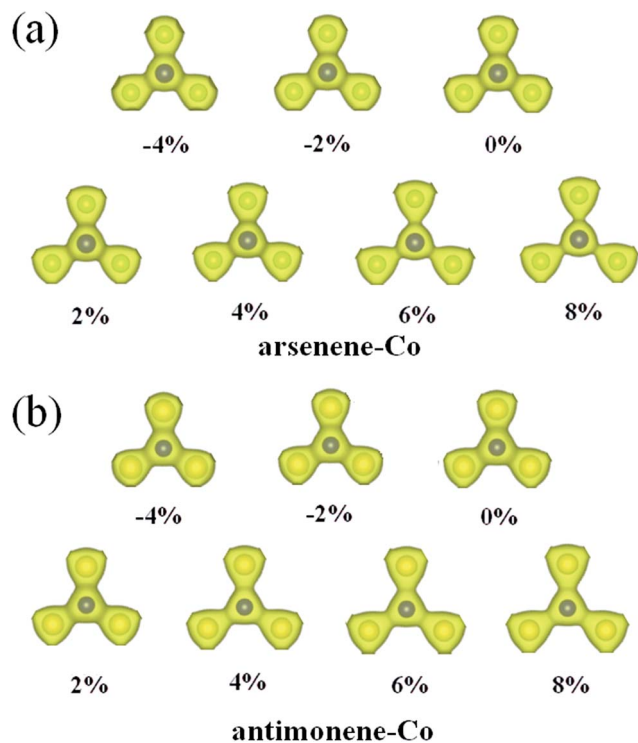 (a)
-4% -2% 0%
2% 4% 6% 8%
arsenene-Co
(b)
-4% -2% 0%
2% 4% 6% 8%
antimonene-Co